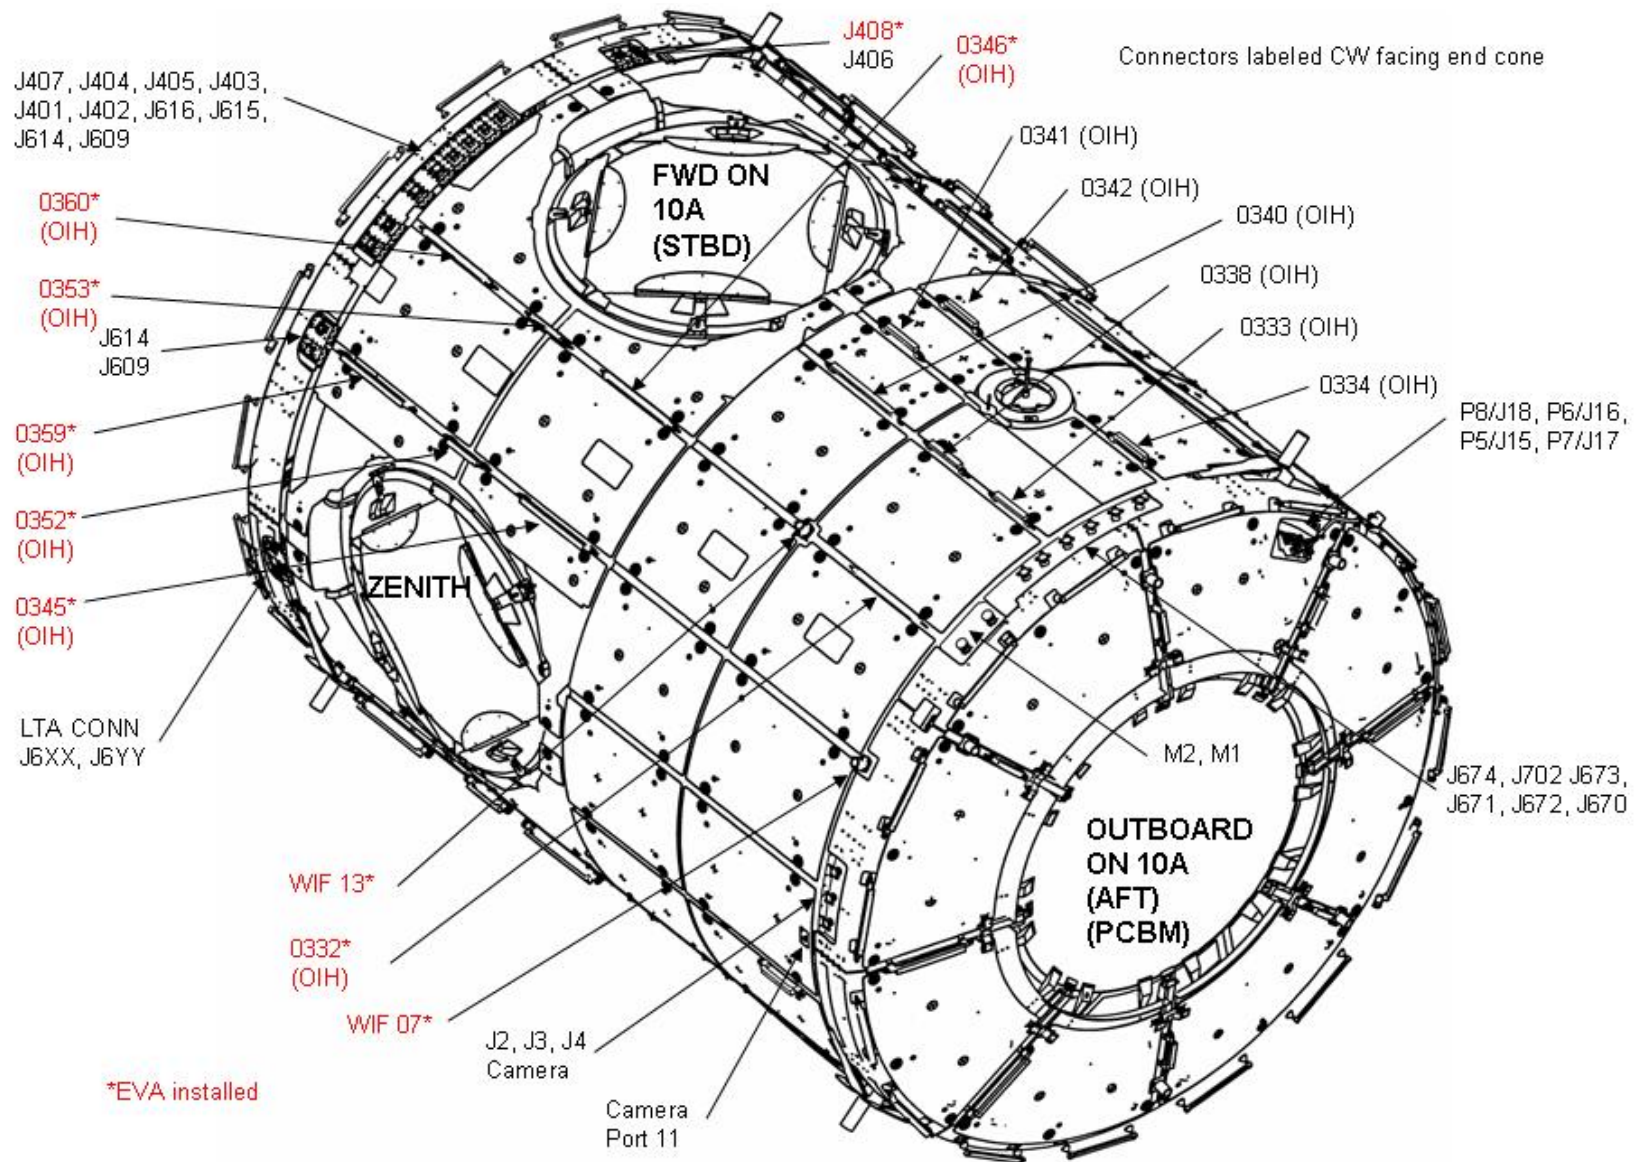 J408*
J406
0346*
(OIH)
Connectors labeled CW facing end cone
J407, J404, J405, J403,
J401, J402, J616, J615,
J614, J609
0341 (OIH)
FWD ON
10A
(STBD)
0342 (OIH)
0360*
(OIH)
0340 (OIH)
0338 (OIH)
0353*
(OIH)
0333 (OIH)
J614
J609
0334 (OIH)
P8/J18, P6/J16,
P5/J15, P7/J17
0359*
(OIH)
0352*
(OIH)
ZENITH
0345*
(OIH)
LTA CONN
J6XX, J6YY
M2, M1
J674, J702 J673,
J671, J672, J670
OUTBOARD
ON 10A
(AFT)
(PCBM)
WIF 13*
0332*
(OIH)
WIF 07*
J2, J3, J4
Camera
*EVA installed
Camera
Port 11